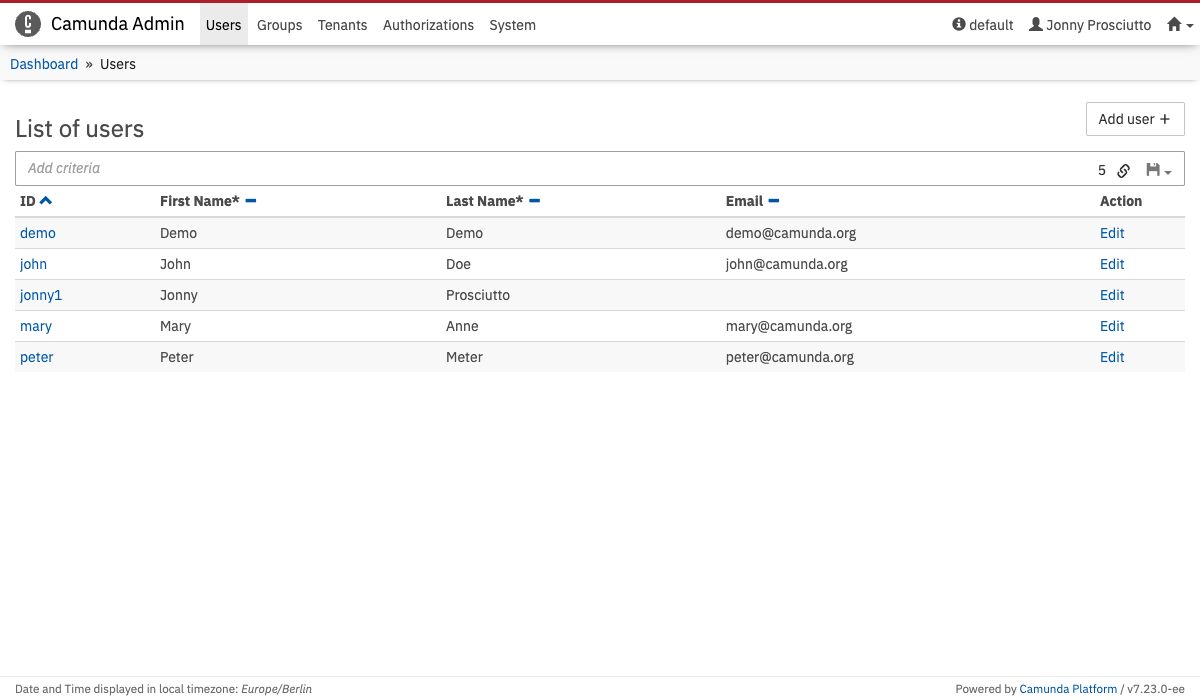 Camunda Admin Users Groups Tenants Authorizations System default Jonny Prosciutto
Dashboard » Users
List of users
Add user +
Add criteria 5
ID First Name* Last Name* Email Action
demo Demo Demo demo@camunda.org Edit
john John Doe john@camunda.org Edit
jonny1 Jonny Prosciutto Edit
mary Mary Anne mary@camunda.org Edit
peter Peter Meter peter@camunda.org Edit
Date and Time displayed in local timezone: Europe/Berlin Powered by Camunda Platform / v7.23.0-ee